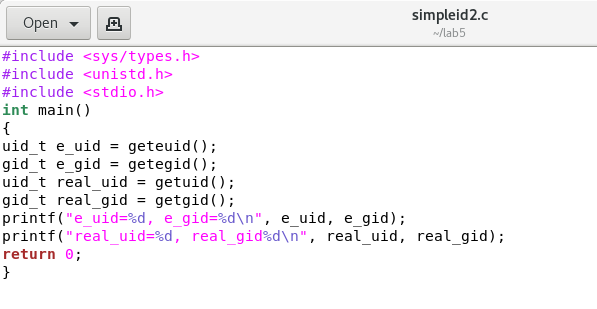 Open
simpleid2.c
~/lab5
#include <sys/types.h>
#include <unistd.h>
#include <stdio.h>
int main()
{
uid_t e_uid = geteuid();
gid_t e_gid = getegid();
uid_t real_uid = getuid();
gid_t real_gid = getgid();
printf("e_uid=%d, e_gid=%d\n", e_uid, e_gid);
printf("real_uid=%d, real_gid%d\n", real_uid, real_gid);
return 0;
}